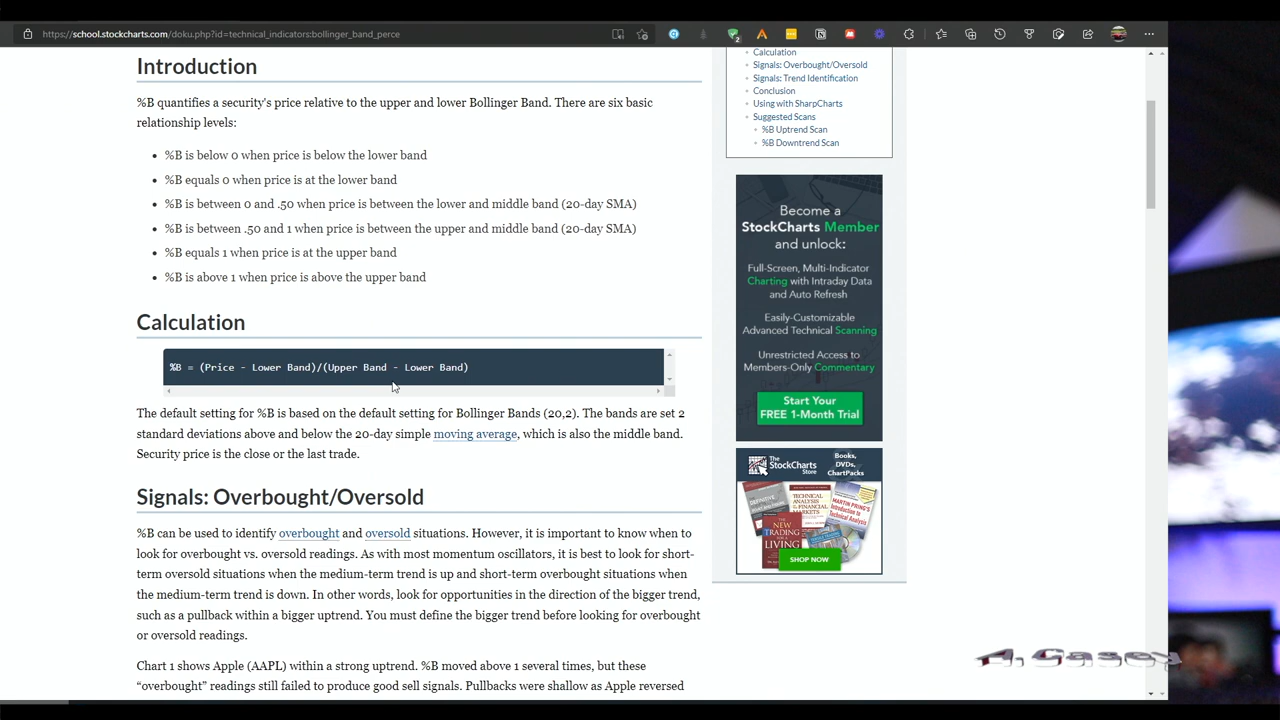 https://school.stockcharts.com/doku.php?id=technical_indicators:bollinger_band_perce
Introduction
%B quantifies a security's price relative to the upper and lower Bollinger Band. There are six basic
relationship levels:
• %B is below 0 when price is below the lower band
• %B equals 0 when price is at the lower band
• %B is between 0 and .50 when price is between the lower and middle band (20-day SMA)
• %B is between .50 and 1 when price is between the upper and middle band (20-day SMA)
• %B equals 1 when price is at the upper band
• %B is above 1 when price is above the upper band
Calculation
%B = (Price - Lower Band)/(Upper Band - Lower Band)
The default setting for %B is based on the default setting for Bollinger Bands (20,2). The bands are set 2
standard deviations above and below the 20-day simple moving average, which is also the middle band.
Security price is the close or the last trade.
Signals: Overbought/Oversold
%B can be used to identify overbought and oversold situations. However, it is important to know when to
look for overbought vs. oversold readings. As with most momentum oscillators, it is best to look for short-
term oversold situations when the medium-term trend is up and short-term overbought situations when
the medium-term trend is down. In other words, look for opportunities in the direction of the bigger trend,
such as a pullback within a bigger uptrend. You must define the bigger trend before looking for overbought
or oversold readings.
Chart 1 shows Apple (AAPL) within a strong uptrend. %B moved above 1 several times, but these
“overbought” readings still failed to produce good sell signals. Pullbacks were shallow as Apple reversed
Calculation
Signals: Overbought/Oversold
Signals: Trend Identification
Conclusion
Using with SharpCharts
Suggested Scans
%B Uptrend Scan
%B Downtrend Scan
Become a
StockCharts Member
and unlock:
Full-Screen, Multi-Indicator
Charting with Intraday Data
and Auto Refresh
Easily-Customizable
Advanced Technical Scanning
Unrestricted Access to
Members-Only Commentary
Start Your
FREE 1-Month Trial
The
StockCharts
Store
Books,
DVDs,
ChartPacks
TECHNICAL
ANALYSIS
OF THE
FINANCIAL
MARKETS
THE
NEW
TRADING
FOR A
LIVING
SHOP NOW
A.Casey